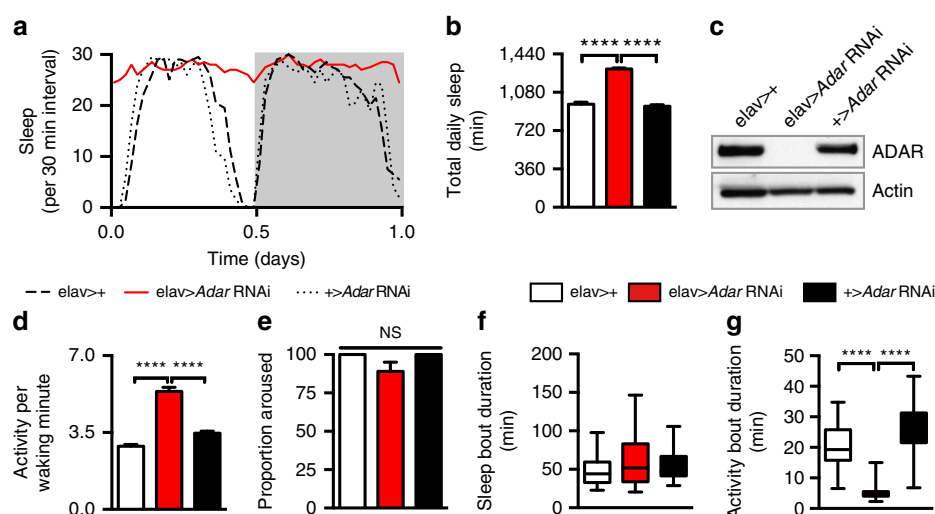 a
30
20
10
0
Sleep
(per 30 min interval)
0.0
0.5
1.0
Time (days)
b
1,440
1,080
720
360
0
Total daily sleep
(min)
**** ****
c
elav>+
elav>Adar RNAi
+>Adar RNAi
ADAR
Actin
elav>+ elav>Adar RNAi +>Adar RNAi
elav>+ elav>Adar RNAi +>Adar RNAi
d
7.0
3.5
0.0
Activity per
waking minute
**** ****
e
NS
100
75
50
25
0
Proportion aroused
f
200
150
100
50
0
Sleep bout duration
(min)
g
50
40
30
20
10
0
Activity bout duration
(min)
**** ****